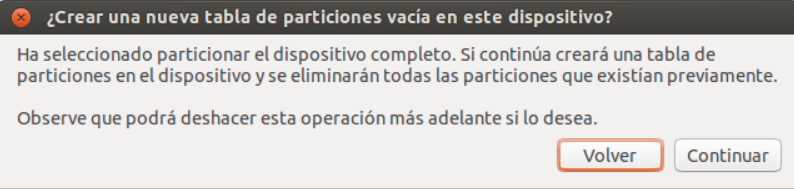 ¿Crear una nueva tabla de particiones vacía en este dispositivo?
Ha seleccionado particionar el dispositivo completo. Si continúa creará una tabla de
particiones en el dispositivo y se eliminarán todas las particiones que existían previamente.
Observe que podrá deshacer esta operación más adelante si lo desea.
Volver
Continuar